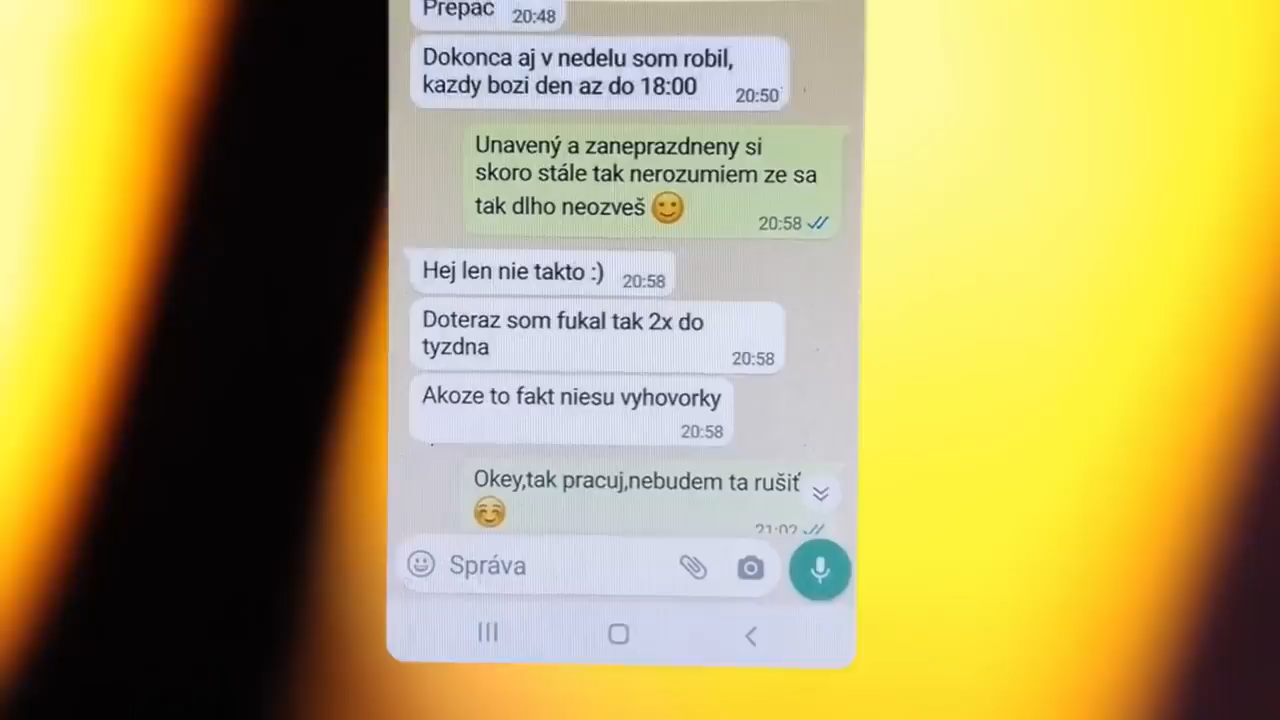 Prepac 20:48
Dokonca aj v nedelu som robil,
kazdy bozi den az do 18:00
20:50
Unavený a zaneprazdneny si
skoro stále tak nerozumiem ze sa
tak dlho neozveš
20:58
Hej len nie takto :) 20:58
Doteraz som fukal tak 2x do
tyzdna
20:58
Akoze to fakt niesu vyhovorky
20:58
Okey,tak pracuj,nebudem ta rušiť
21:02
Správa